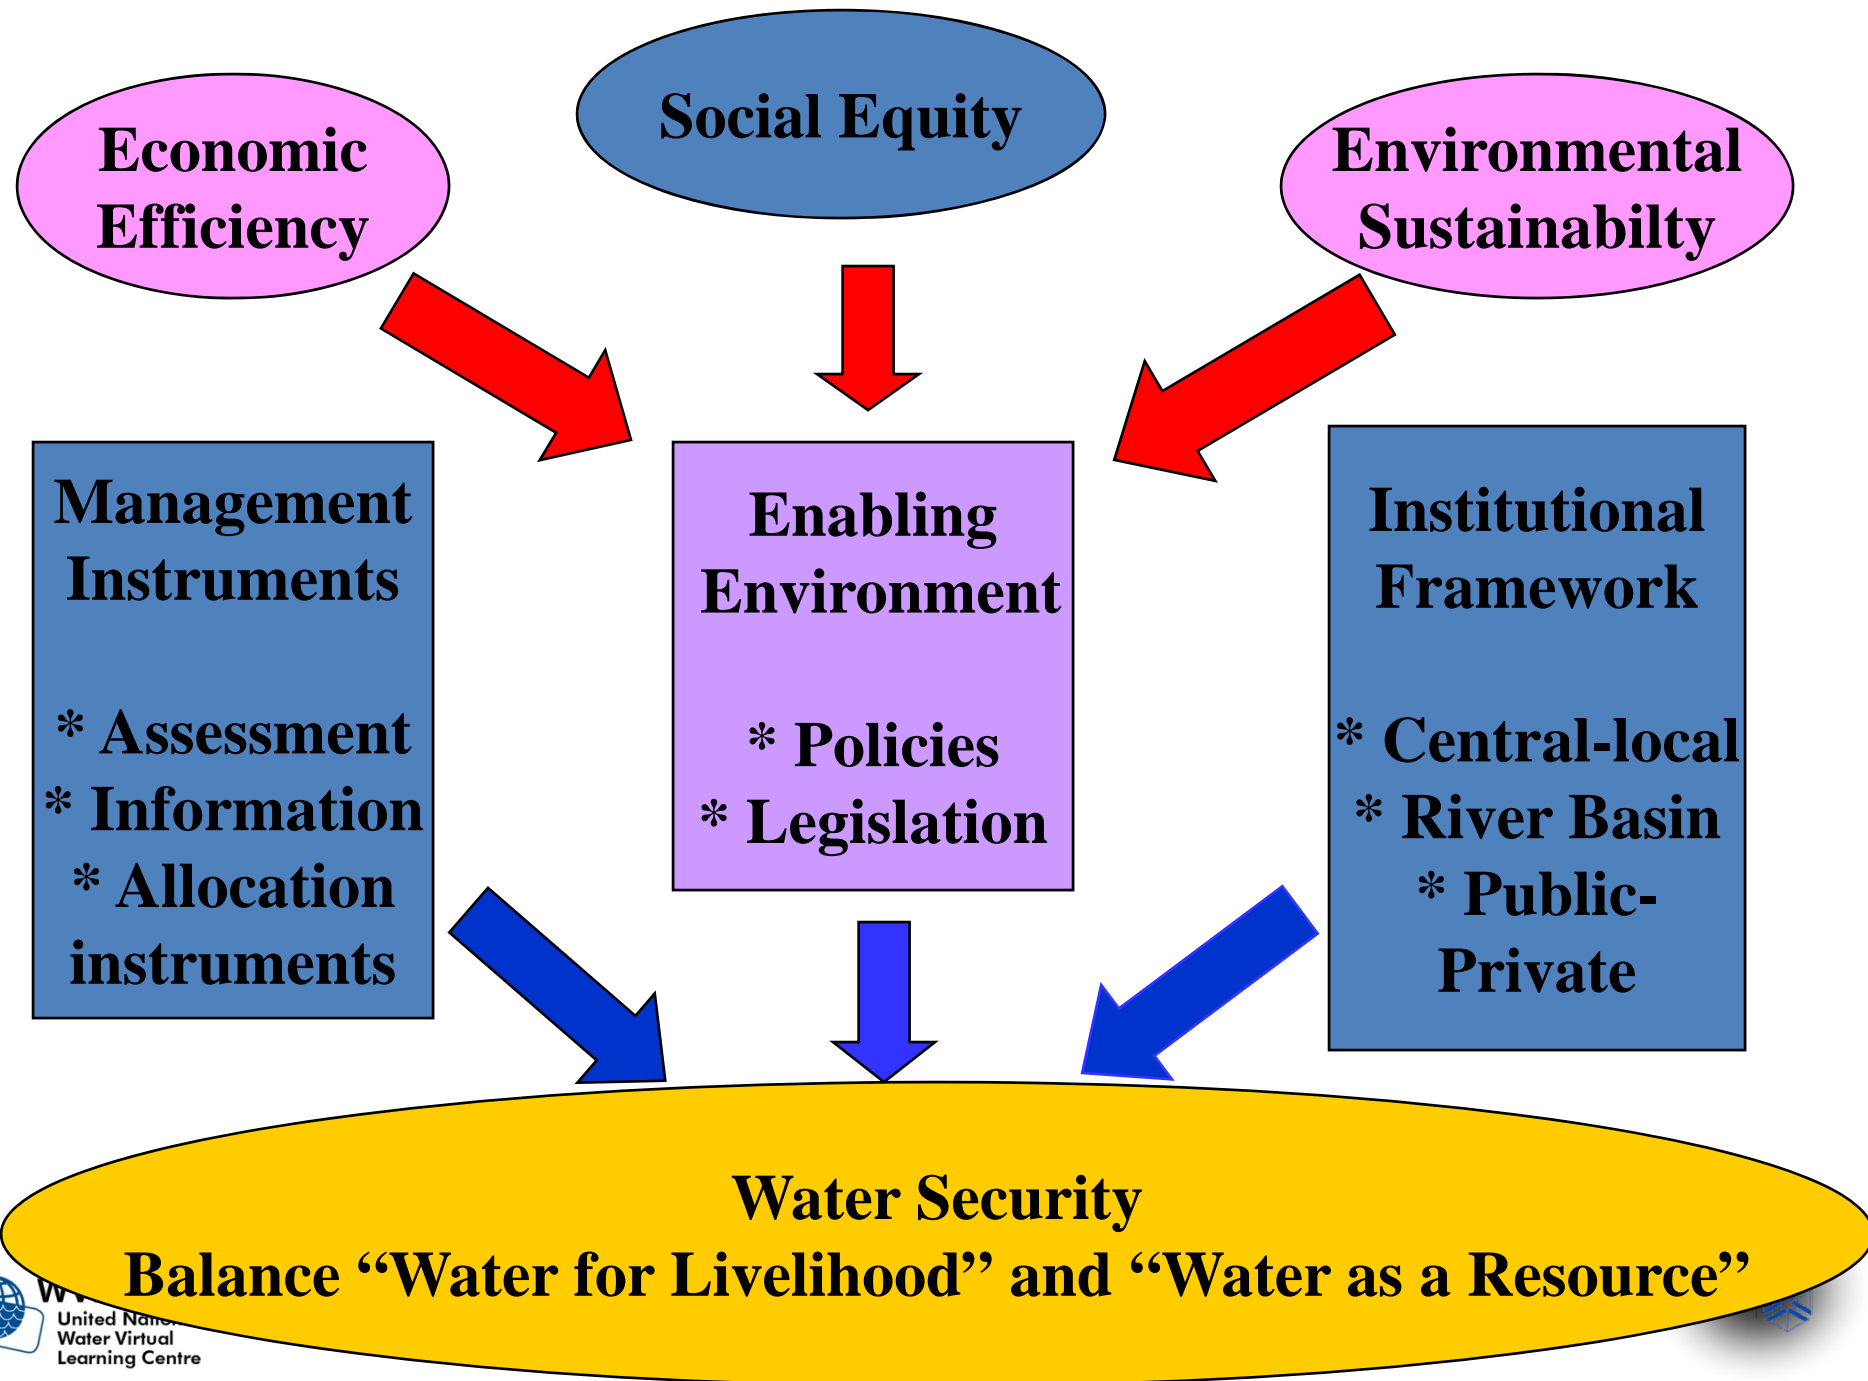 Economic
Efficiency
Social Equity
Environmental
Sustainabilty
Management
Instruments
* Assessment
* Information
* Allocation
instruments
Enabling
Environment
* Policies
* Legislation
Institutional
Framework
* Central-local
* River Basin
* Public-
Private
Water Security
Balance “Water for Livelihood” and “Water as a Resource”
United
Water Virtual
Learning Centre